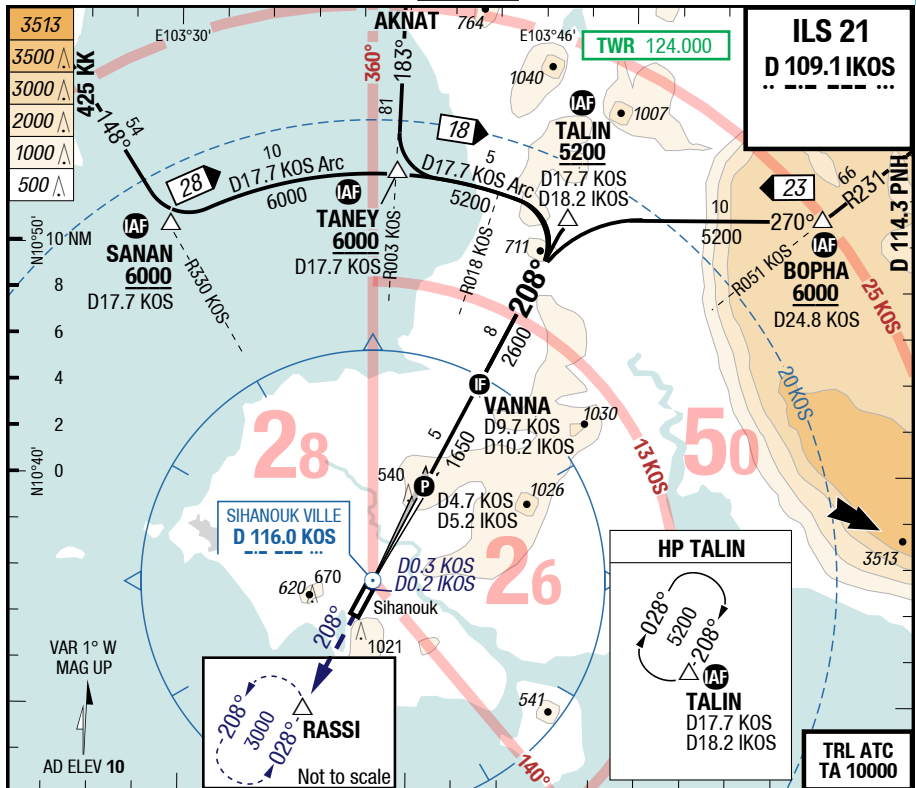 3513
3500
3000
2000
1000
500
425 KK
148°
54
E103°30'
AKNAT
183°
81
360°
764
E103°46'
TWR 124.000
1040
1007
ILS 21
D 109.1 IKOS
IAF
TALIN
5200
D17.7 KOS
D18.2 IKOS
18
28
10
D17.7 KOS Arc
6000
5
D17.7 KOS Arc
5200
IAF
TANEY
6000
D17.7 KOS
IAF
SANAN
6000
D17.7 KOS
R330 KOS
R003 KOS
R018 KOS
711
23
66
R231
D 114.3 PNH
10
5200
270°
IAF
BOPHA
6000
D24.8 KOS
R051 KOS
25 KOS
20 KOS
13 KOS
N10°50'
10 NM
8
6
4
2
0
N10°40'
208°
8
2600
IF
VANNA
D9.7 KOS
D10.2 IKOS
5
1650
1030
28
50
540
P
D4.7 KOS
D5.2 IKOS
1026
SIHANOUK VILLE
D 116.0 KOS
D0.3 KOS
D0.2 IKOS
26
3513
620
670
Sihanouk
208°
1021
HP TALIN
028°
5200
208°
IAF
TALIN
D17.7 KOS
D18.2 IKOS
VAR 1° W
MAG UP
AD ELEV 10
208°
3000
028°
RASSI
Not to scale
541
140°
TRL ATC
TA 10000